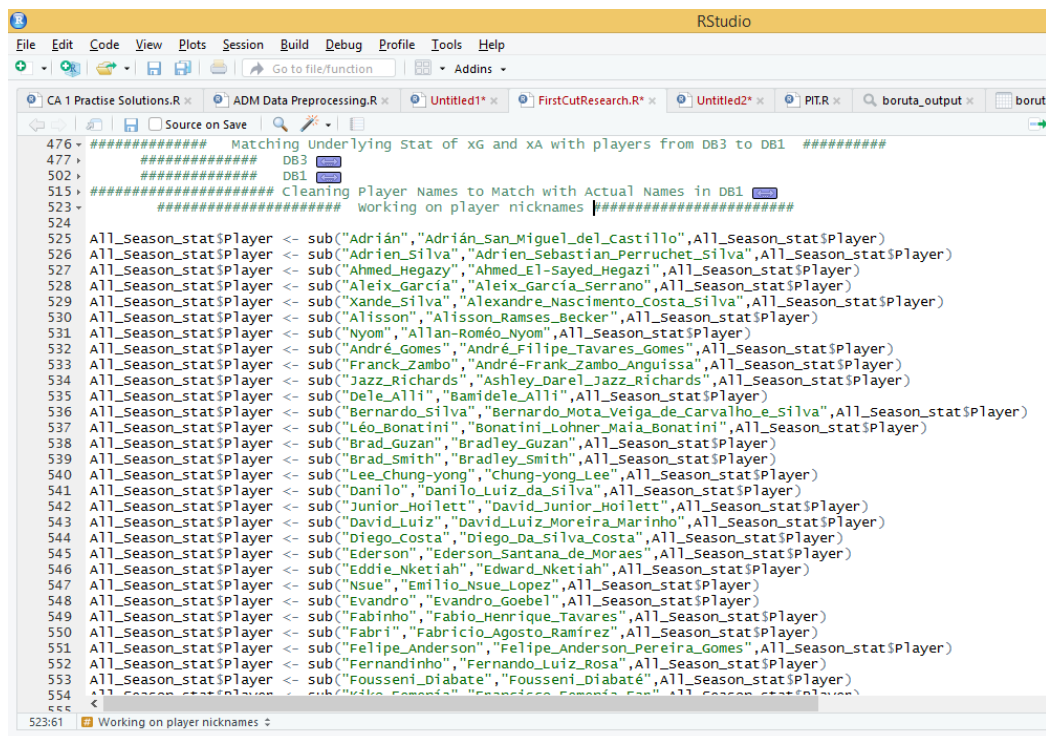 RStudio
File Edit Code View Plots Session Build Debug Profile Tools Help
Go to file/function Addins
CA 1 Practise Solutions.R ADM Data Preprocessing.R Untitled1* FirstCutResearch.R* Untitled2* PIT.R boruta_output borut
Source on Save
476 ############## Matching Underlying Stat of xG and xA with players from DB3 to DB1 ##########
477 ############## DB3
502 ############## DB1
515 ###################### Cleaning Player Names to Match with Actual Names in DB1
523 ###################### Working on player nicknames ########################
524
525 All_Season_stat$Player <- sub("Adrián","Adrián_San_Miguel_del_Castillo",All_Season_stat$Player)
526 All_Season_stat$Player <- sub("Adrien_Silva","Adrien_Sebastian_Perruchet_Silva",All_Season_stat$Player)
527 All_Season_stat$Player <- sub("Ahmed_Hegazy","Ahmed_El-Sayed_Hegazi",All_Season_stat$Player)
528 All_Season_stat$Player <- sub("Aleix_García","Aleix_García_Serrano",All_Season_stat$Player)
529 All_Season_stat$Player <- sub("Xande_Silva","Alexandre_Nascimento_Costa_Silva",All_Season_stat$Player)
530 All_Season_stat$Player <- sub("Alisson","Alisson_Ramses_Becker",All_Season_stat$Player)
531 All_Season_stat$Player <- sub("Nyom","Allan-Roméo_Nyom",All_Season_stat$Player)
532 All_Season_stat$Player <- sub("André_Gomes","André_Filipe_Tavares_Gomes",All_Season_stat$Player)
533 All_Season_stat$Player <- sub("Franck_Zambo","André-Frank_Zambo_Anguissa",All_Season_stat$Player)
534 All_Season_stat$Player <- sub("Jazz_Richards","Ashley_Darel_Jazz_Richards",All_Season_stat$Player)
535 All_Season_stat$Player <- sub("Dele_Alli","Bamidele_Alli",All_Season_stat$Player)
536 All_Season_stat$Player <- sub("Bernardo_Silva","Bernardo_Mota_Veiga_de_Carvalho_e_Silva",All_Season_stat$Player)
537 All_Season_stat$Player <- sub("Léo_Bonatini","Bonatini_Lohner_Maia_Bonatini",All_Season_stat$Player)
538 All_Season_stat$Player <- sub("Brad_Guzan","Bradley_Guzan",All_Season_stat$Player)
539 All_Season_stat$Player <- sub("Brad_Smith","Bradley_Smith",All_Season_stat$Player)
540 All_Season_stat$Player <- sub("Lee_Chung-yong","Chung-yong_Lee",All_Season_stat$Player)
541 All_Season_stat$Player <- sub("Danilo","Danilo_Luiz_da_Silva",All_Season_stat$Player)
542 All_Season_stat$Player <- sub("Junior_Hoilett","David_Junior_Hoilett",All_Season_stat$Player)
543 All_Season_stat$Player <- sub("David_Luiz","David_Luiz_Moreira_Marinho",All_Season_stat$Player)
544 All_Season_stat$Player <- sub("Diego_Costa","Diego_Da_Silva_Costa",All_Season_stat$Player)
545 All_Season_stat$Player <- sub("Ederson","Ederson_Santana_de_Moraes",All_Season_stat$Player)
546 All_Season_stat$Player <- sub("Eddie_Nketiah","Edward_Nketiah",All_Season_stat$Player)
547 All_Season_stat$Player <- sub("Nsue","Emilio_Nsue_Lopez",All_Season_stat$Player)
548 All_Season_stat$Player <- sub("Evandro","Evandro_Goebel",All_Season_stat$Player)
549 All_Season_stat$Player <- sub("Fabinho","Fabio_Henrique_Tavares",All_Season_stat$Player)
550 All_Season_stat$Player <- sub("Fabri","Fabricio_Agosto_Ramírez",All_Season_stat$Player)
551 All_Season_stat$Player <- sub("Felipe_Anderson","Felipe_Anderson_Pereira_Gomes",All_Season_stat$Player)
552 All_Season_stat$Player <- sub("Fernandinho","Fernando_Luiz_Rosa",All_Season_stat$Player)
553 All_Season_stat$Player <- sub("Fousseni_Diabate","Fousseni_Diabaté",All_Season_stat$Player)
554 All_Season_stat$Player <- sub("Kiko_Femenía","Francisco_Femenía_Far",All_Season_stat$Player)
555
523:61 Working on player nicknames